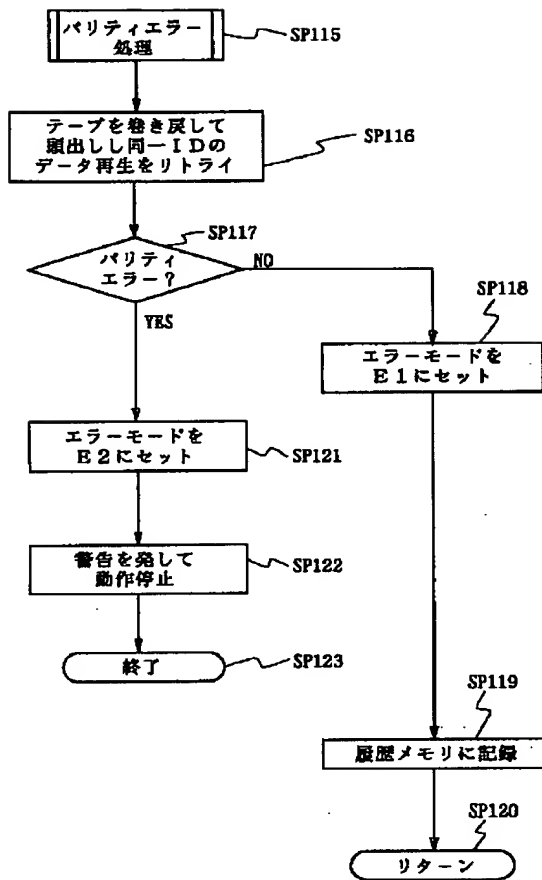 パリティエラー
処理
SP115
テープを巻き戻して
頭出しし同一IDの
データ再生をリトライ
SP116
SP117
パリティ
エラー？
NO
YES
SP118
エラーモードを
E1にセット
エラーモードを
E2にセット
SP121
警告を発して
動作停止
SP122
終了
SP123
SP119
履歴メモリに記録
SP120
リターン